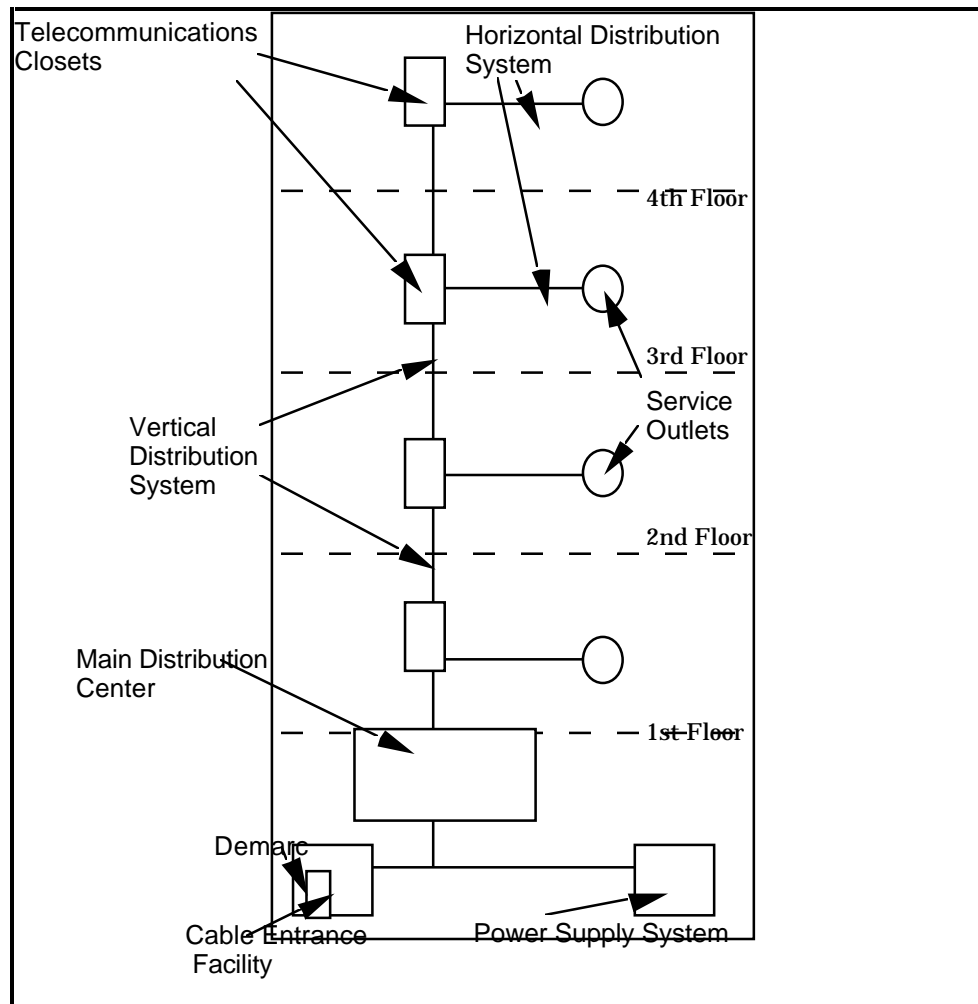 Telecommunications
Closets
Horizontal Distribution
System
4th Floor
3rd Floor
Service
Outlets
Vertical
Distribution
System
2nd Floor
Main Distribution
Center
1st Floor
Demarc
Cable Entrance
Facility
Power Supply System